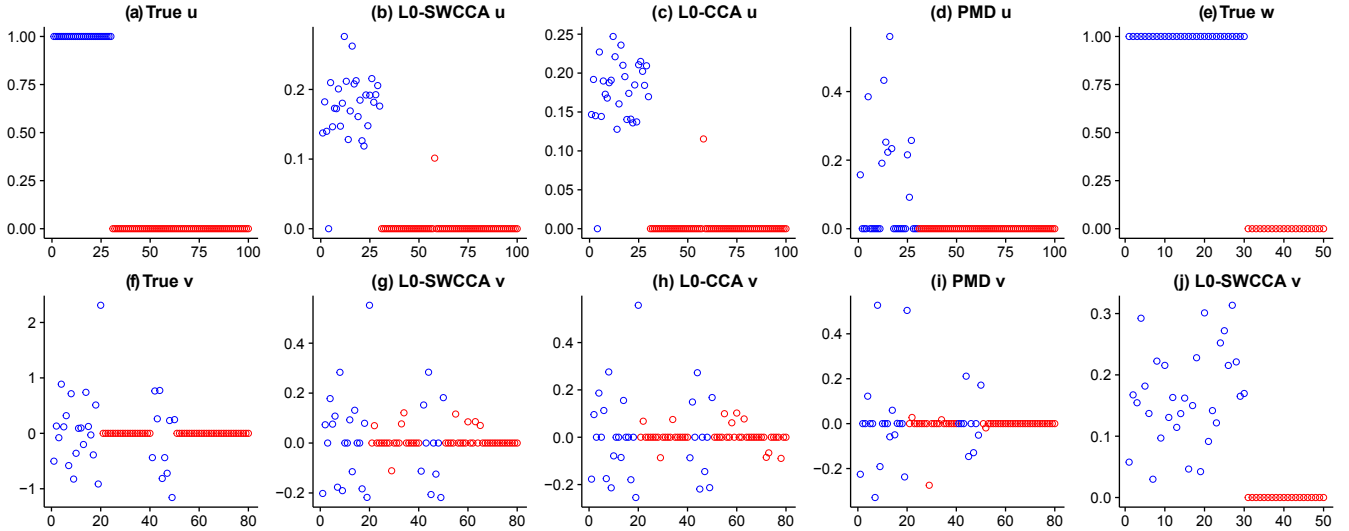 (a) True u
(b) L0-SWCCA u
(c) L0-CCA u
(d) PMD u
(e) True w
1.00
0.75
0.50
0.25
0.00
0 25 50 75 100
0.2
0.1
0.0
0 25 50 75 100
0.25
0.20
0.15
0.10
0.05
0.00
0 25 50 75 100
0.4
0.2
0.0
0 25 50 75 100
1.00
0.75
0.50
0.25
0.00
0 10 20 30 40 50
(f) True v
(g) L0-SWCCA v
(h) L0-CCA v
(i) PMD v
(j) L0-SWCCA v
2
1
0
−1
0 20 40 60 80
0.4
0.2
0.0
−0.2
0 20 40 60 80
0.4
0.2
0.0
−0.2
0 20 40 60 80
0.4
0.2
0.0
−0.2
0 20 40 60 80
0.3
0.2
0.1
0.0
0 10 20 30 40 50